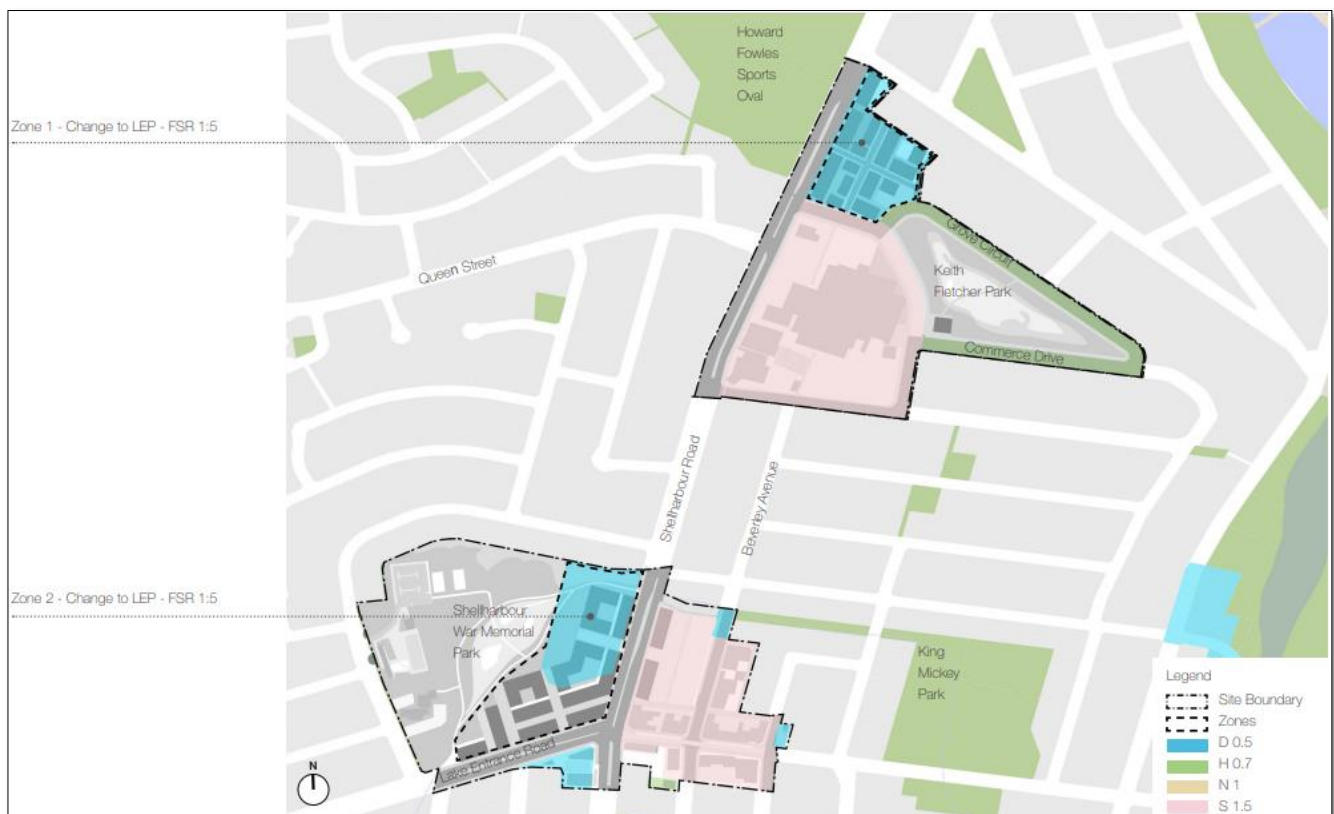 Howard
Fowles
Sports
Oval
Zone 1 - Change to LEP - FSR 1:5
Grove Circuit
Queen Street
Keith
Fletcher Park
Commerce Drive
Shellharbour Road
Beverley Avenue
Zone 2 - Change to LEP - FSR 1:5
Shellharbour
War Memorial
Park
King
Mickey
Park
Lake Entrance Road
N
Legend
Site Boundary
Zones
D 0.5
H 0.7
N 1
S 1.5